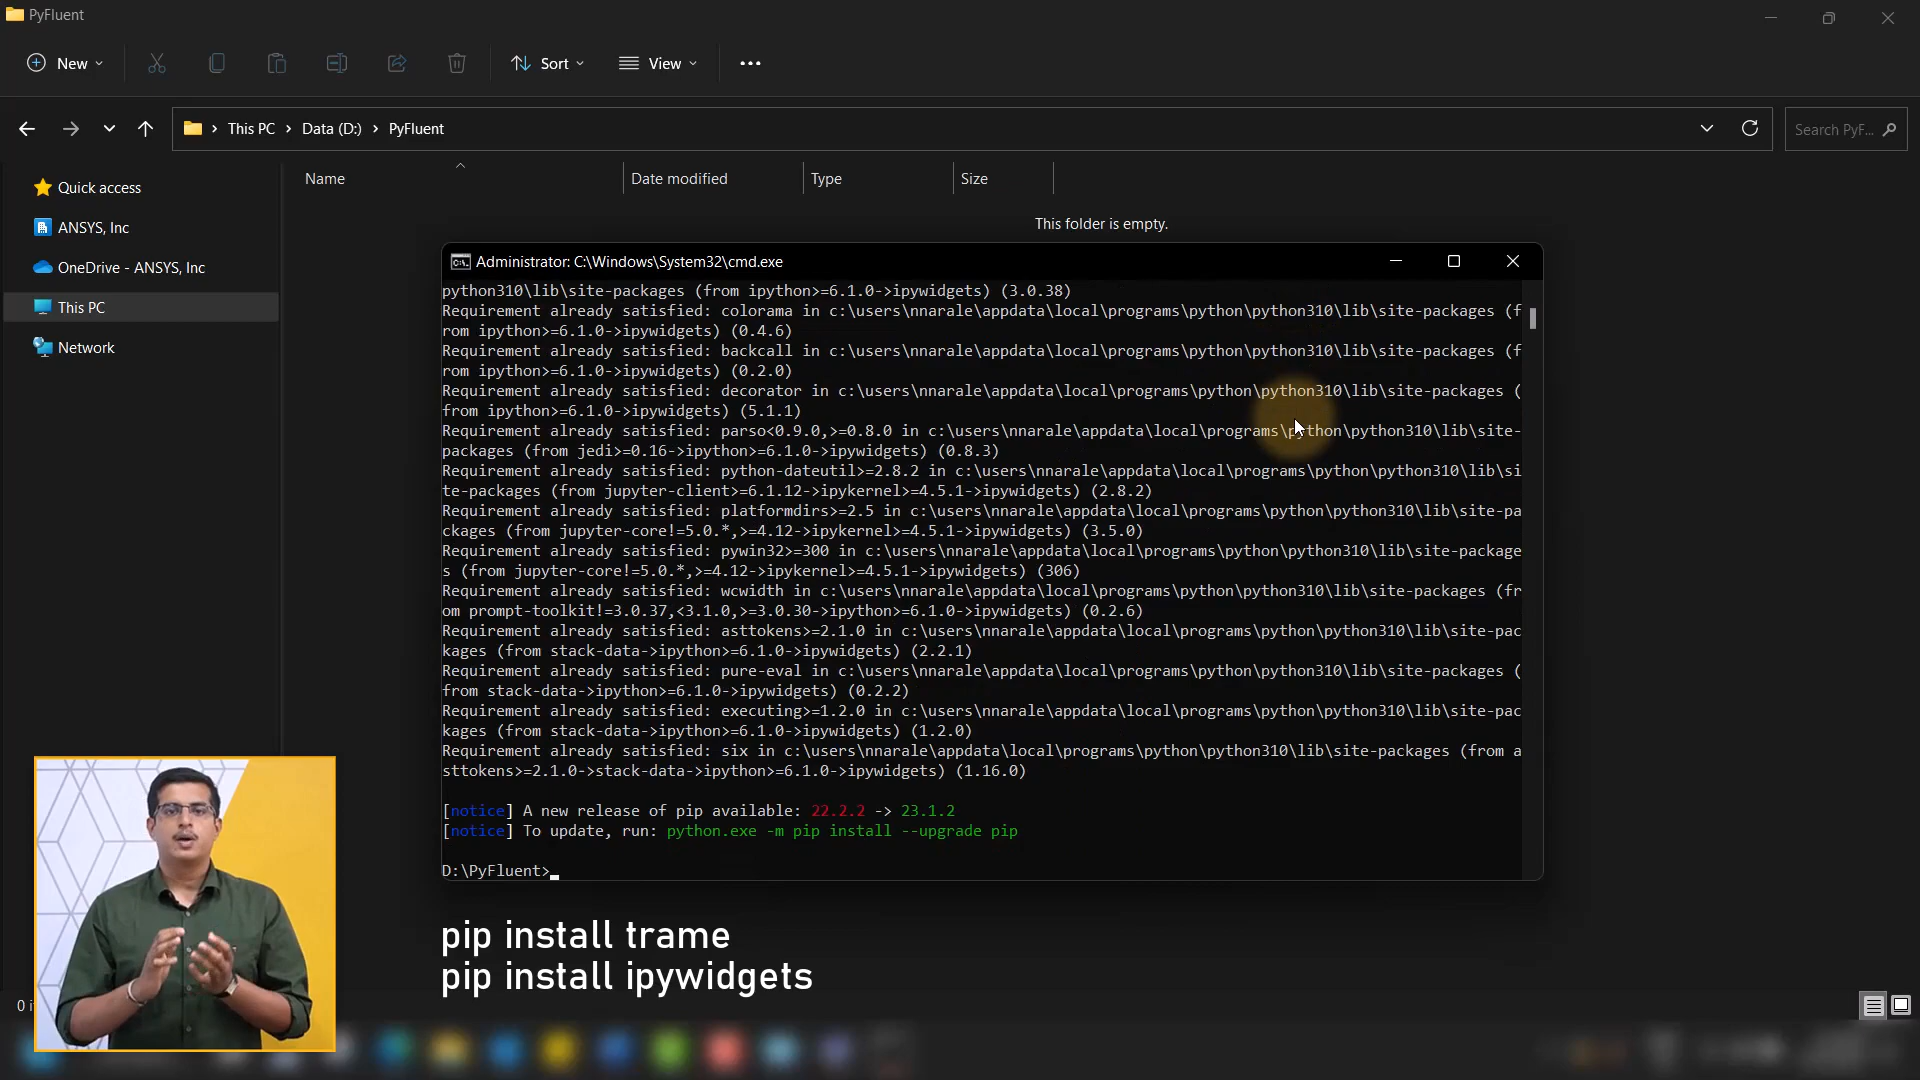 PyFluent
New
Sort
View
This PC
Data (D:)
PyFluent
Search PyF...
Quick access
ANSYS, Inc
OneDrive - ANSYS, Inc
This PC
Network
Name
Date modified
Type
Size
This folder is empty.
Administrator: C:\Windows\System32\cmd.exe
python310\lib\site-packages (from ipython>=6.1.0->ipywidgets) (3.0.38)
Requirement already satisfied: colorama in c:\users\nnarale\appdata\local\programs\python\python310\lib\site-packages (f
rom ipython>=6.1.0->ipywidgets) (0.4.6)
Requirement already satisfied: backcall in c:\users\nnarale\appdata\local\programs\python\python310\lib\site-packages (f
rom ipython>=6.1.0->ipywidgets) (0.2.0)
Requirement already satisfied: decorator in c:\users\nnarale\appdata\local\programs\python\python310\lib\site-packages (
from ipython>=6.1.0->ipywidgets) (5.1.1)
Requirement already satisfied: parso<0.9.0,>=0.8.0 in c:\users\nnarale\appdata\local\programs\python\python310\lib\site-
packages (from jedi>=0.16->ipython>=6.1.0->ipywidgets) (0.8.3)
Requirement already satisfied: python-dateutil>=2.8.2 in c:\users\nnarale\appdata\local\programs\python\python310\lib\si
te-packages (from jupyter-client>=6.1.12->ipykernel>=4.5.1->ipywidgets) (2.8.2)
Requirement already satisfied: platformdirs>=2.5 in c:\users\nnarale\appdata\local\programs\python\python310\lib\site-pa
ckages (from jupyter-core!=5.0.*,>=4.12->ipykernel>=4.5.1->ipywidgets) (3.5.0)
Requirement already satisfied: pywin32>=300 in c:\users\nnarale\appdata\local\programs\python\python310\lib\site-package
s (from jupyter-core!=5.0.*,>=4.12->ipykernel>=4.5.1->ipywidgets) (306)
Requirement already satisfied: wcwidth in c:\users\nnarale\appdata\local\programs\python\python310\lib\site-packages (fr
om prompt-toolkit!=3.0.37,<3.1.0,>=3.0.30->ipython>=6.1.0->ipywidgets) (0.2.6)
Requirement already satisfied: asttokens>=2.1.0 in c:\users\nnarale\appdata\local\programs\python\python310\lib\site-pac
kages (from stack-data->ipython>=6.1.0->ipywidgets) (2.2.1)
Requirement already satisfied: pure-eval in c:\users\nnarale\appdata\local\programs\python\python310\lib\site-packages (
from stack-data->ipython>=6.1.0->ipywidgets) (0.2.2)
Requirement already satisfied: executing>=1.2.0 in c:\users\nnarale\appdata\local\programs\python\python310\lib\site-pac
kages (from stack-data->ipython>=6.1.0->ipywidgets) (1.2.0)
Requirement already satisfied: six in c:\users\nnarale\appdata\local\programs\python\python310\lib\site-packages (from a
sttokens>=2.1.0->stack-data->ipython>=6.1.0->ipywidgets) (1.16.0)
[notice] A new release of pip available: 22.2.2 -> 23.1.2
[notice] To update, run: python.exe -m pip install --upgrade pip
D:\PyFluent>
pip install trame
pip install ipywidgets
0